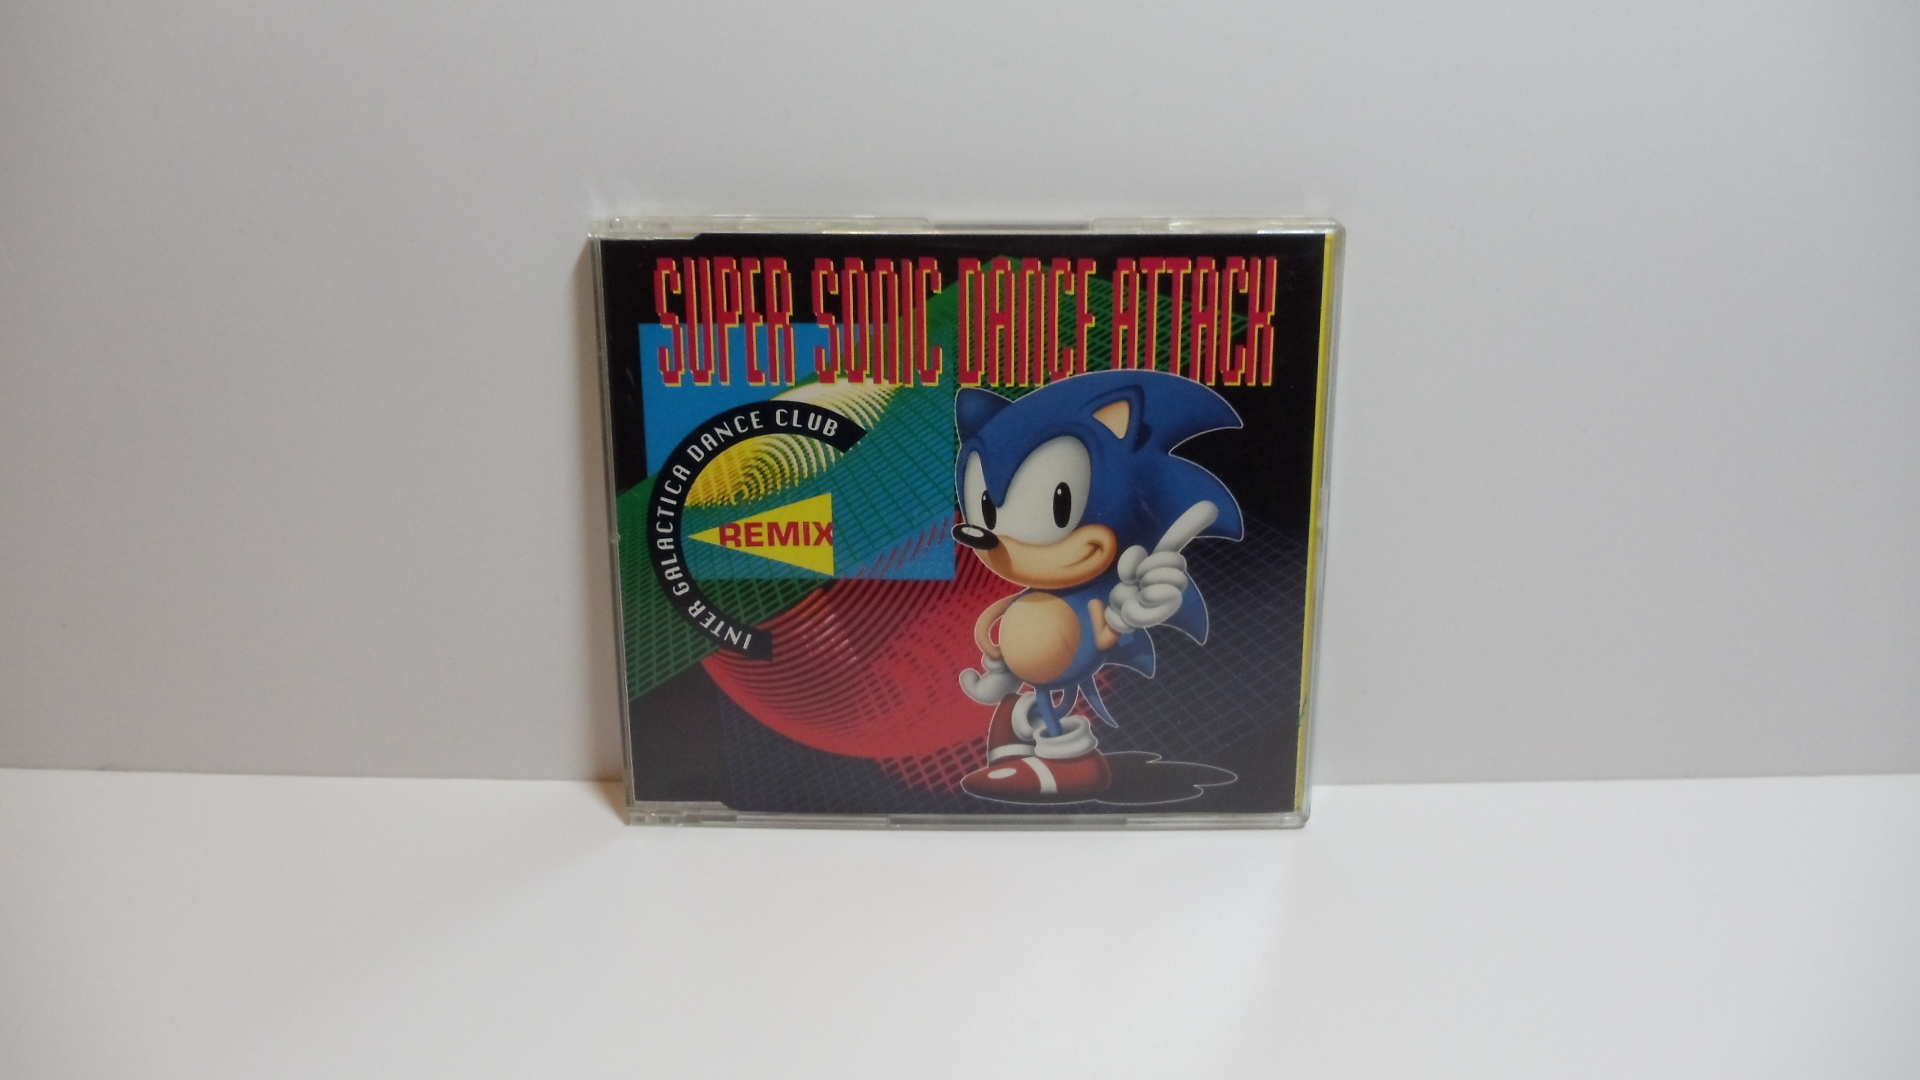 SUPER SONIC DANCE ATTACK
INTER GALACTICA DANCE CLUB
REMIX